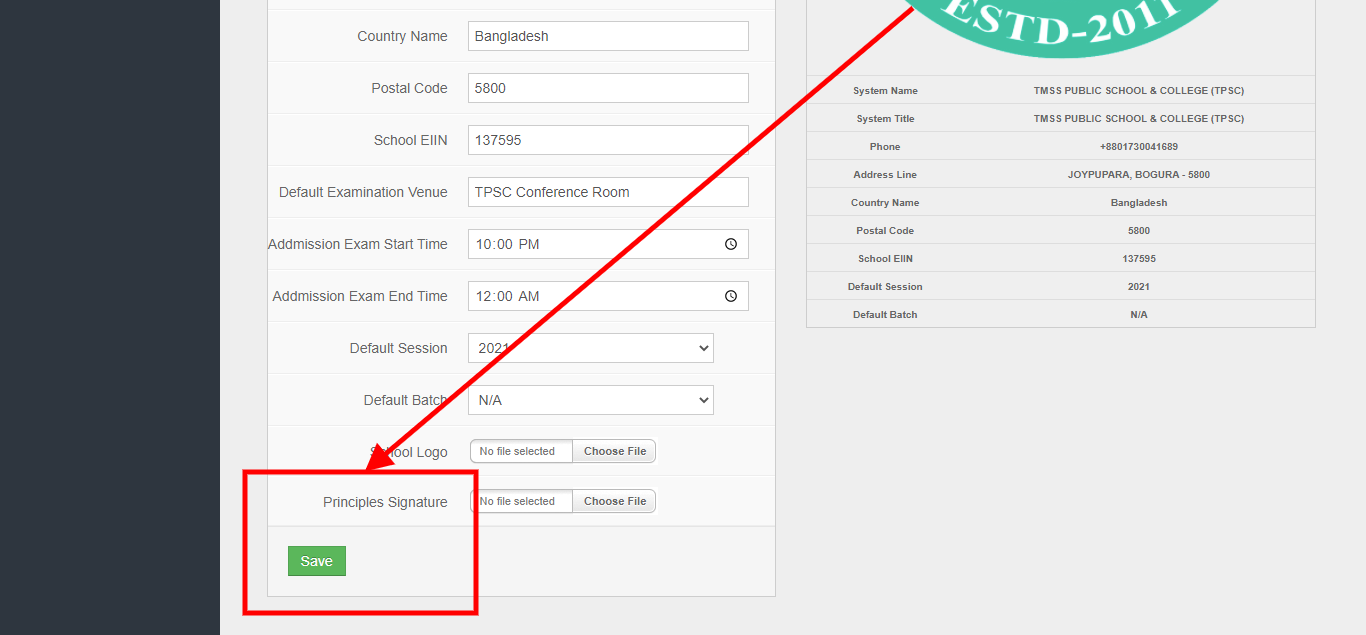 Country Name Bangladesh
Postal Code 5800
School EIIN 137595
Default Examination Venue TPSC Conference Room
Addmission Exam Start Time 10:00 PM
Addmission Exam End Time 12:00 AM
Default Session 2021
Default Batch N/A
School Logo No file selected Choose File
Principles Signature No file selected Choose File
Save
ESTD-2011
System Name TMSS PUBLIC SCHOOL & COLLEGE (TPSC)
System Title TMSS PUBLIC SCHOOL & COLLEGE (TPSC)
Phone +8801730041689
Address Line JOYPUPARA, BOGURA - 5800
Country Name Bangladesh
Postal Code 5800
School EIIN 137595
Default Session 2021
Default Batch N/A